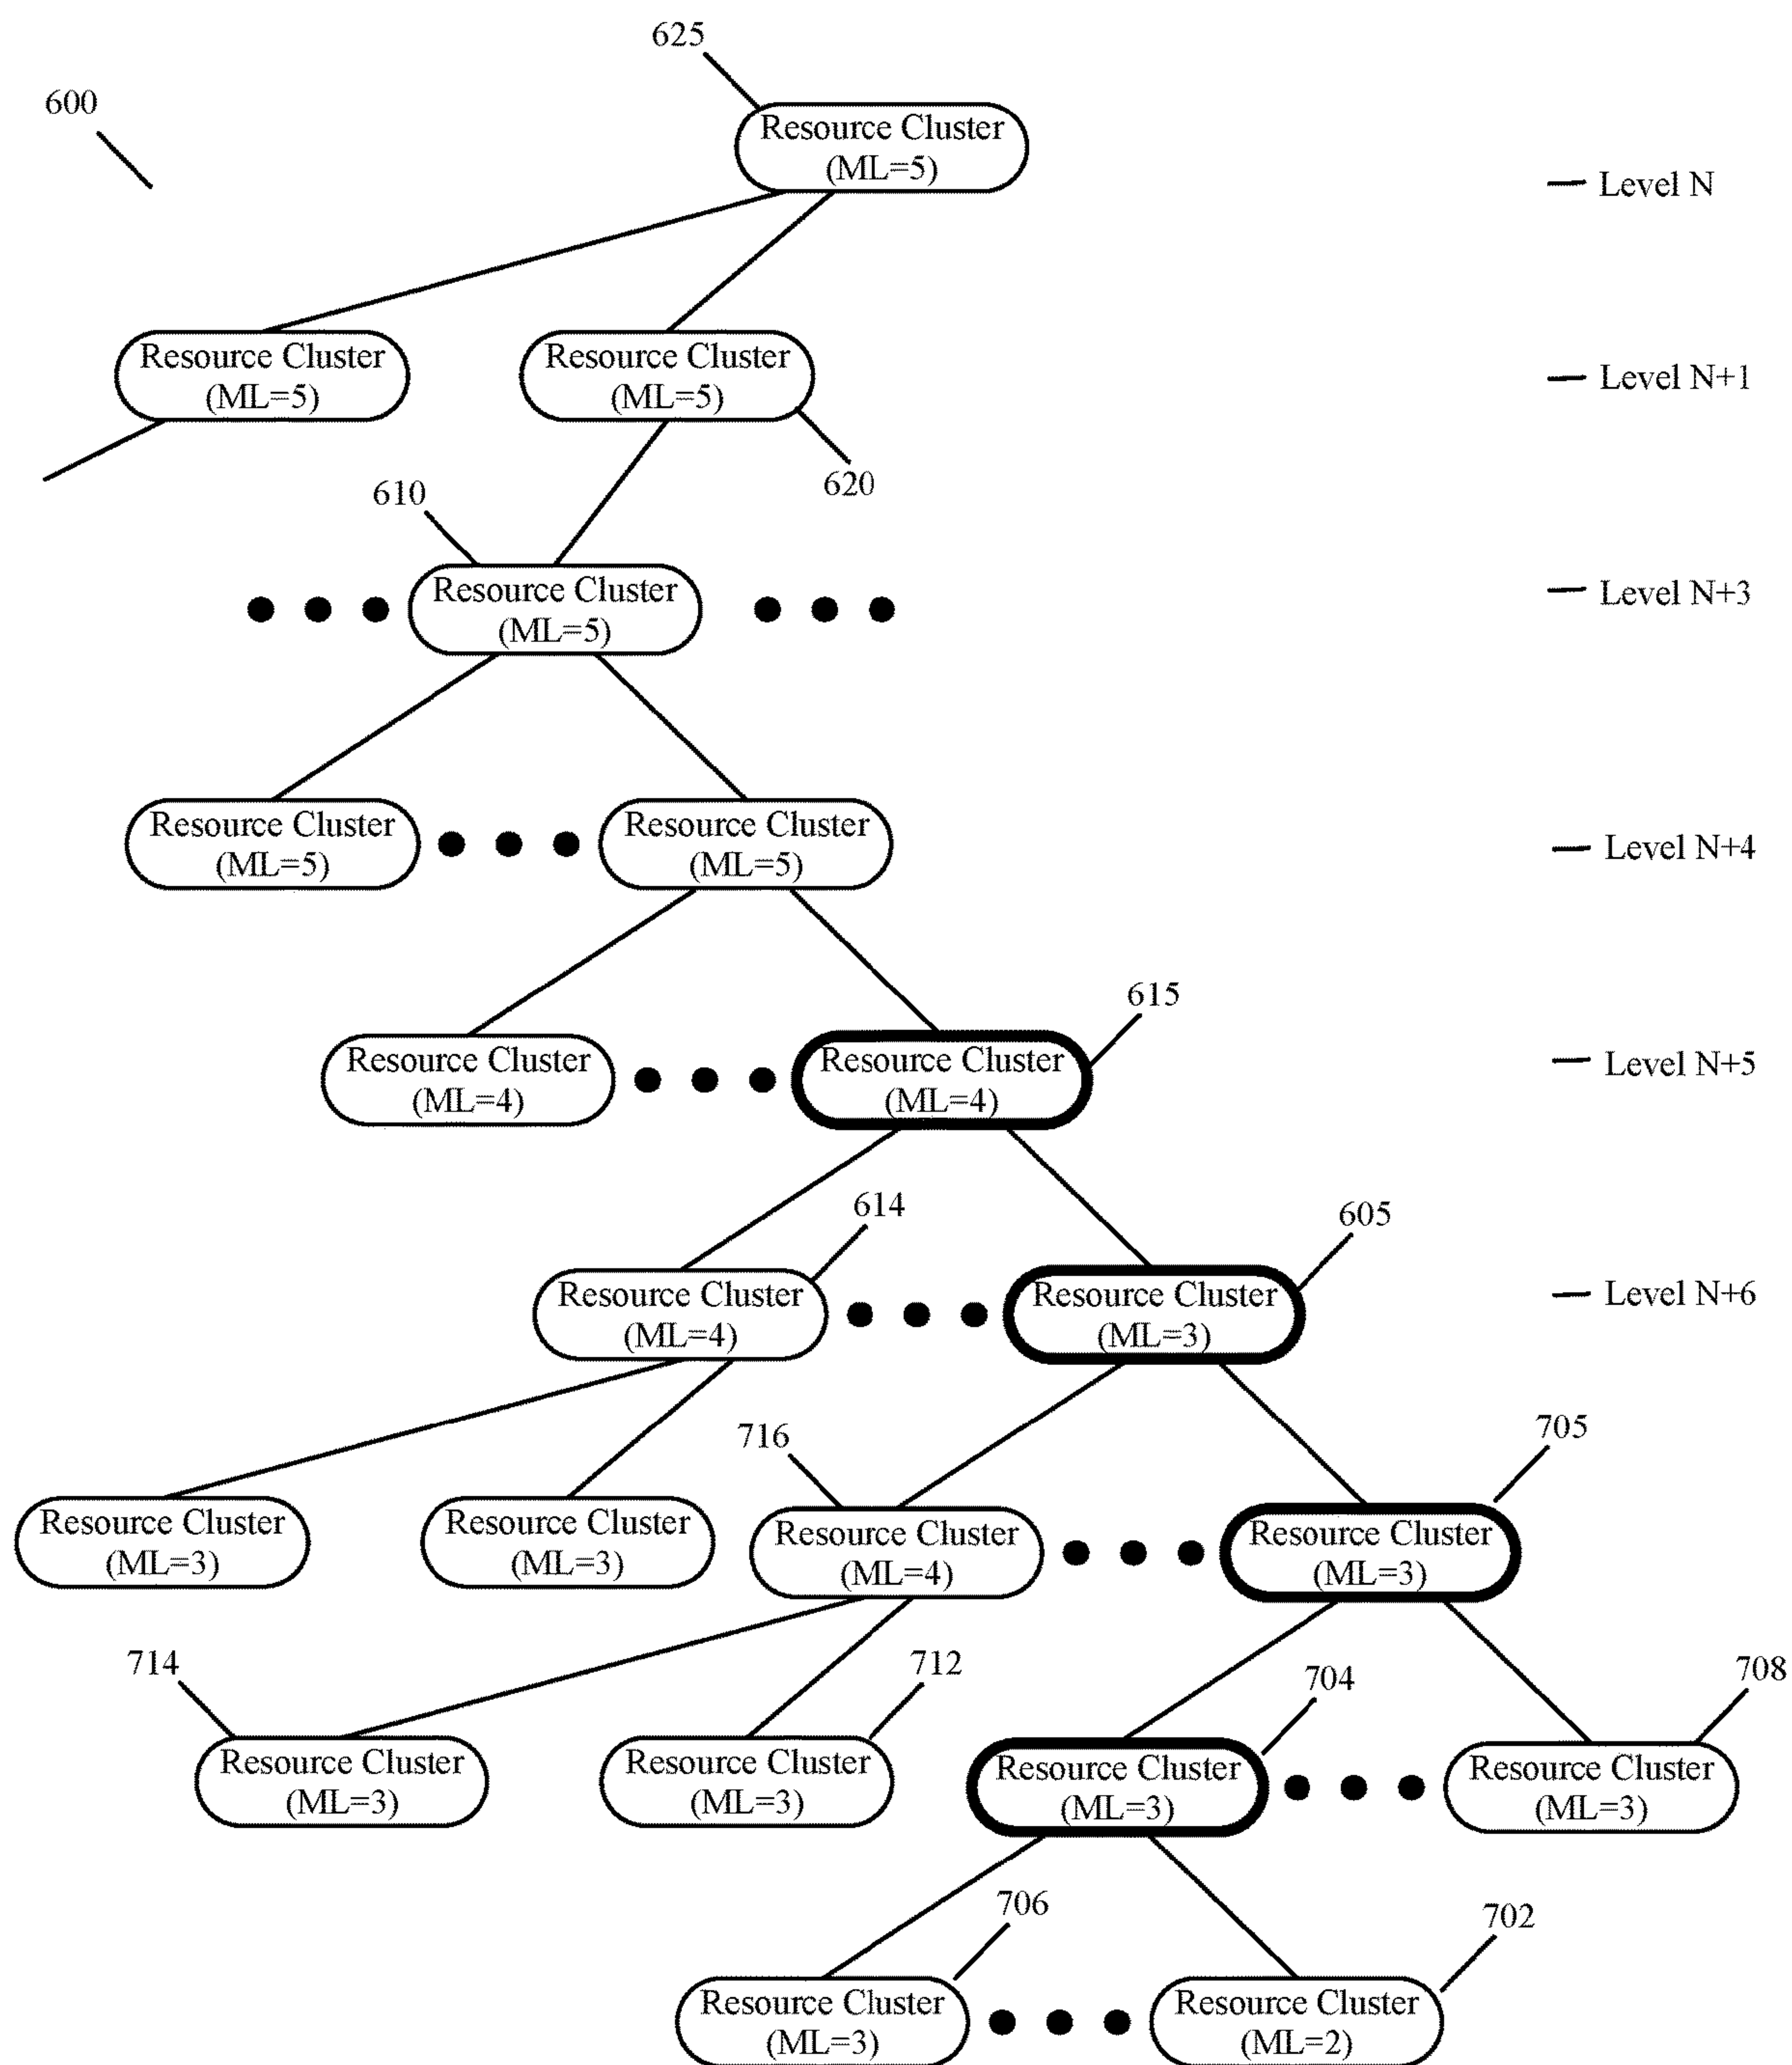 625
600
Resource Cluster
(ML=5)
Level N
Resource Cluster
(ML=5)
Resource Cluster
(ML=5)
Level N+1
620
610
Resource Cluster
(ML=5)
Level N+3
Resource Cluster
(ML=5)
Resource Cluster
(ML=5)
Level N+4
615
Resource Cluster
(ML=4)
Resource Cluster
(ML=4)
Level N+5
614
605
Resource Cluster
(ML=4)
Resource Cluster
(ML=3)
Level N+6
716
705
Resource Cluster
(ML=3)
Resource Cluster
(ML=3)
Resource Cluster
(ML=4)
Resource Cluster
(ML=3)
714
712
704
708
Resource Cluster
(ML=3)
Resource Cluster
(ML=3)
Resource Cluster
(ML=3)
Resource Cluster
(ML=3)
706
702
Resource Cluster
(ML=3)
Resource Cluster
(ML=2)